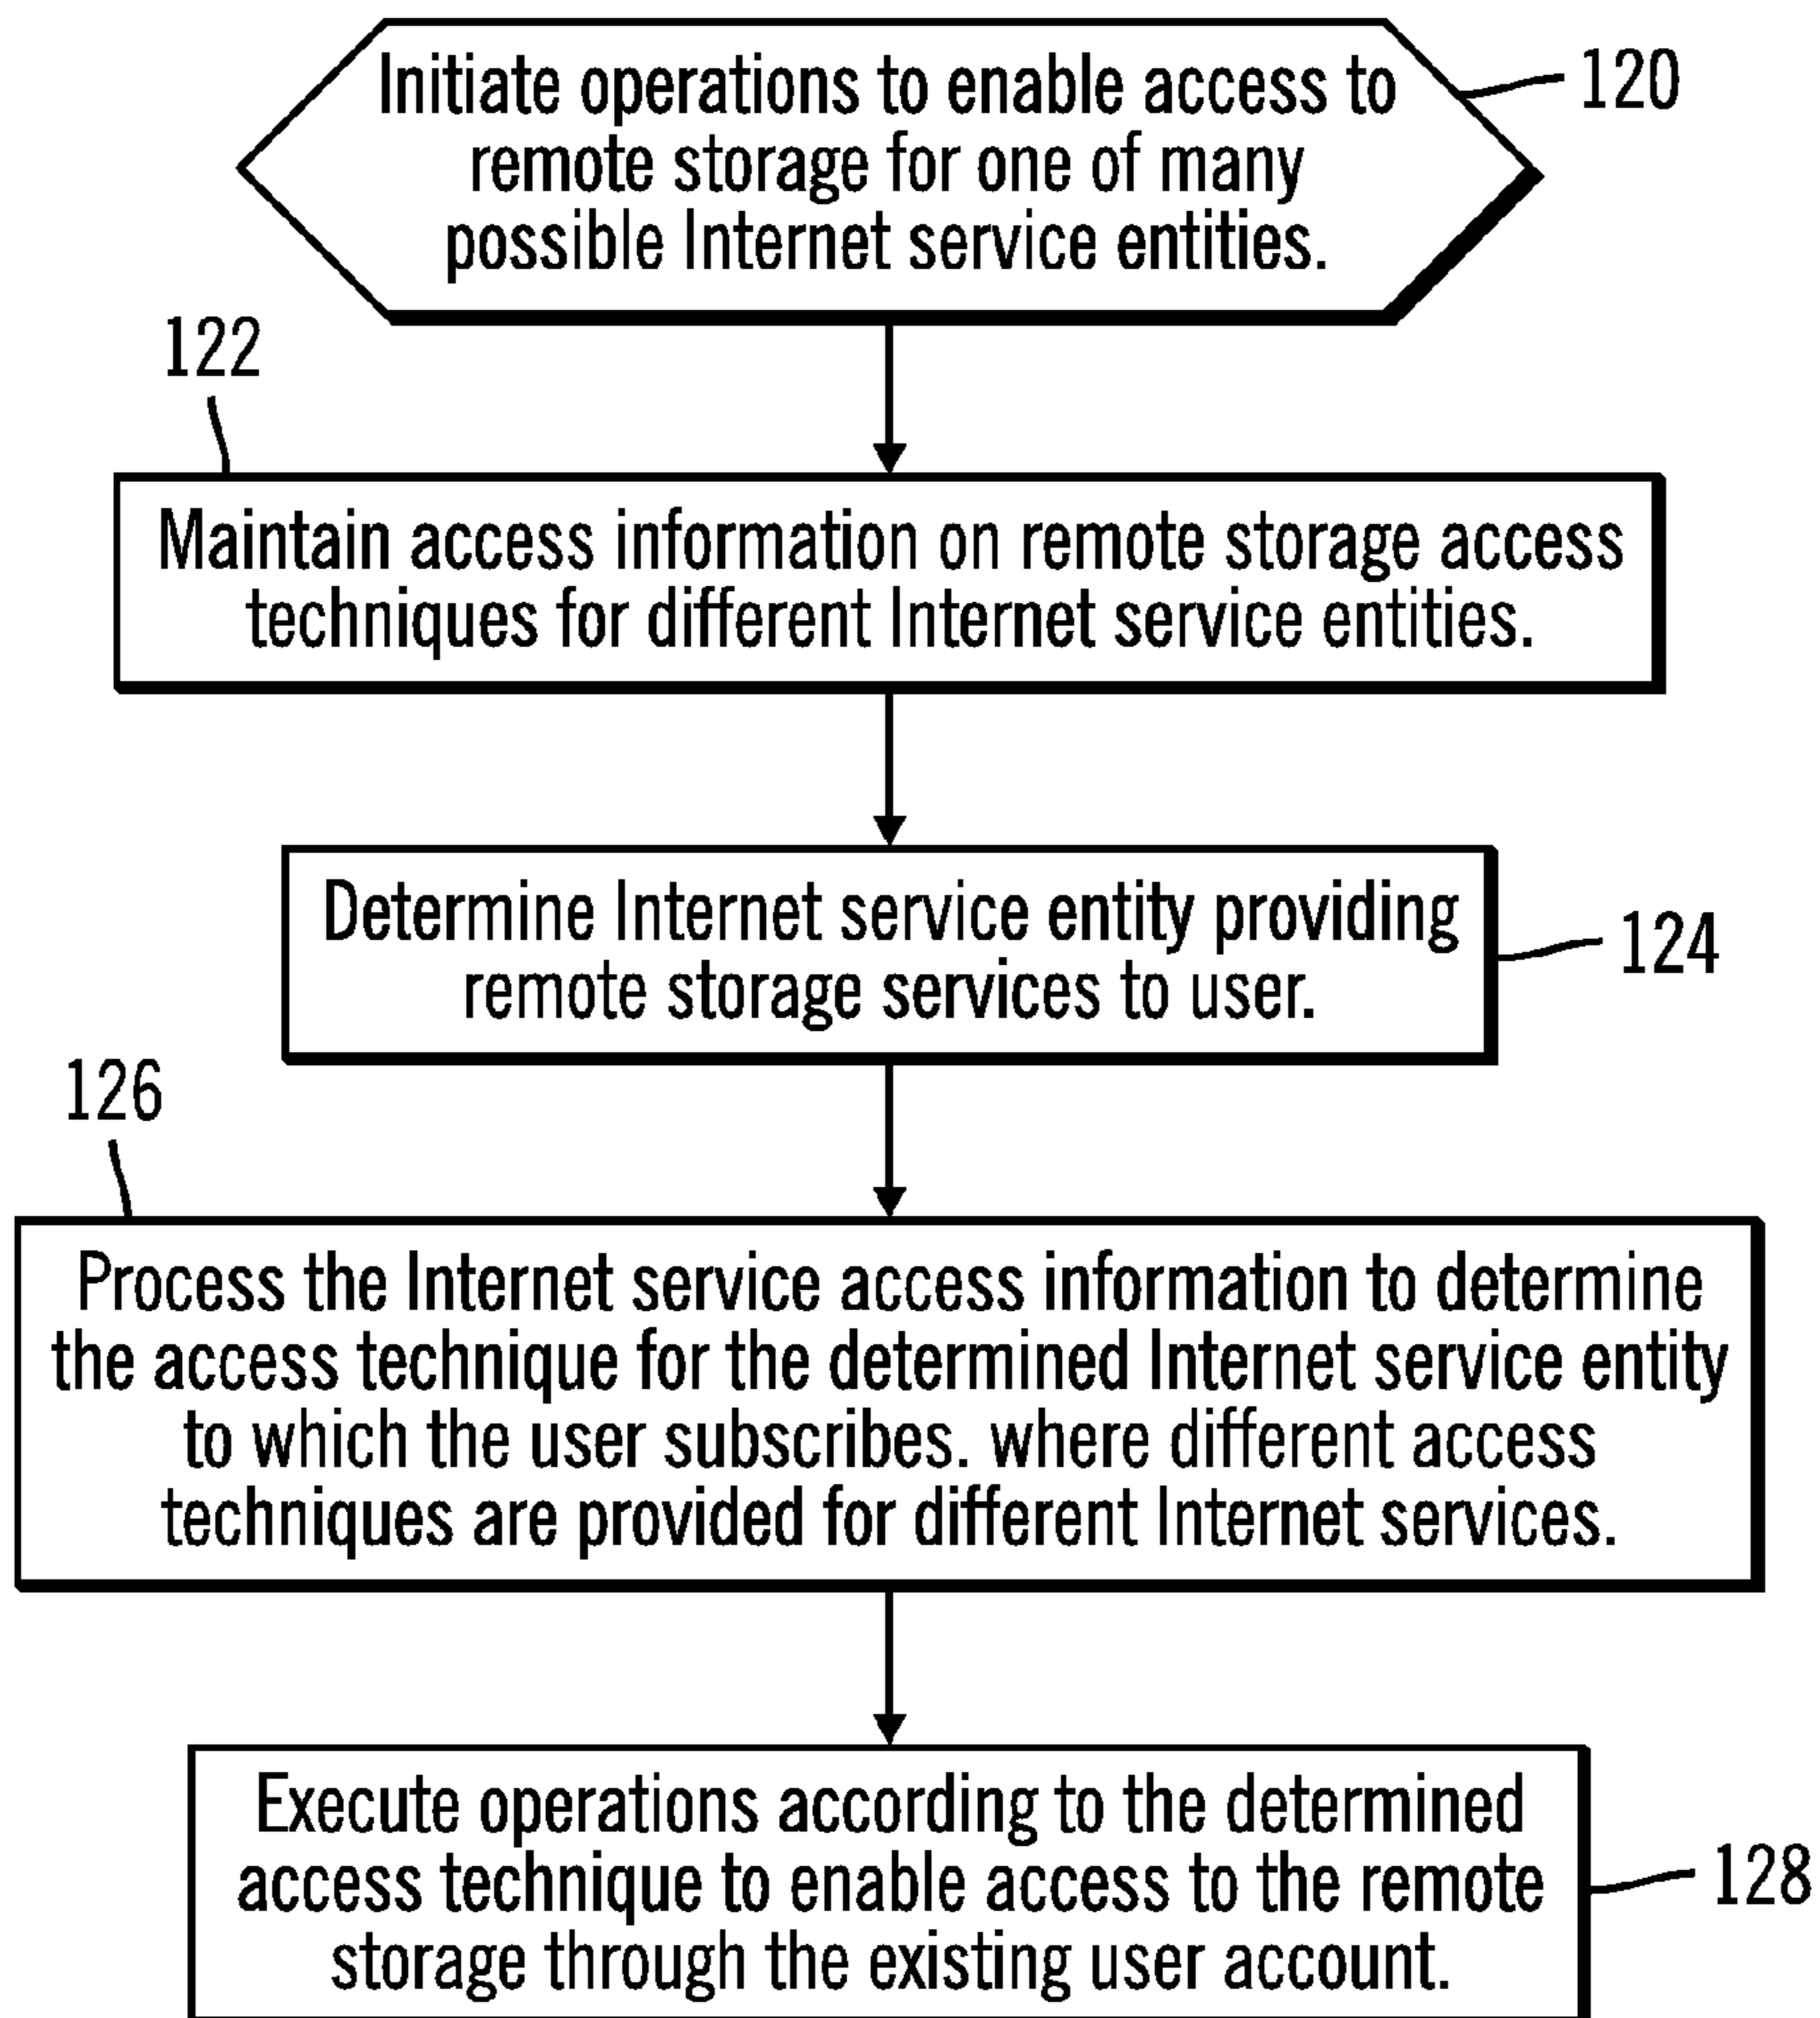 Initiate operations to enable access to
remote storage for one of many
possible Internet service entities.
120
122
Maintain access information on remote storage access
techniques for different Internet service entities.
Determine Internet service entity providing
remote storage services to user.
124
126
Process the Internet service access information to determine
the access technique for the determined Internet service entity
to which the user subscribes. where different access
techniques are provided for different Internet services.
Execute operations according to the determined
access technique to enable access to the remote
storage through the existing user account.
128